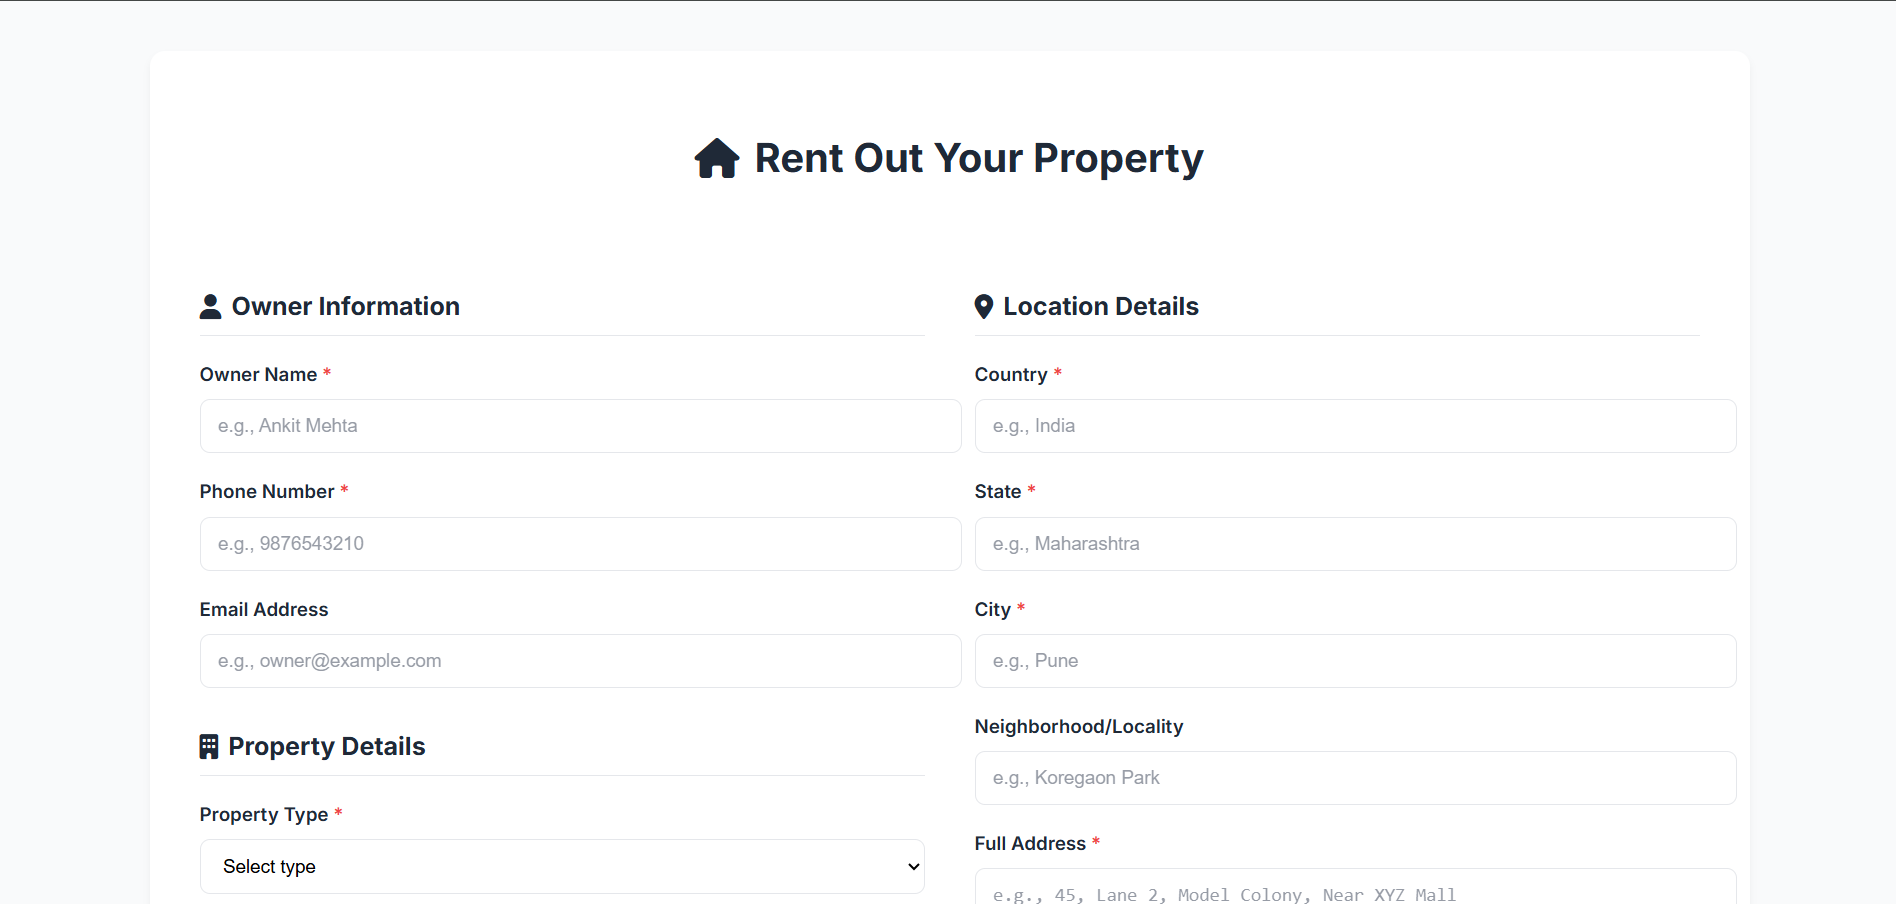 Rent Out Your Property
Owner Information
Owner Name *
e.g., Ankit Mehta
Phone Number *
e.g., 9876543210
Email Address
e.g., owner@example.com
Property Details
Property Type *
Select type
Location Details
Country *
e.g., India
State *
e.g., Maharashtra
City *
e.g., Pune
Neighborhood/Locality
e.g., Koregaon Park
Full Address *
e.g., 45, Lane 2, Model Colony, Near XYZ Mall